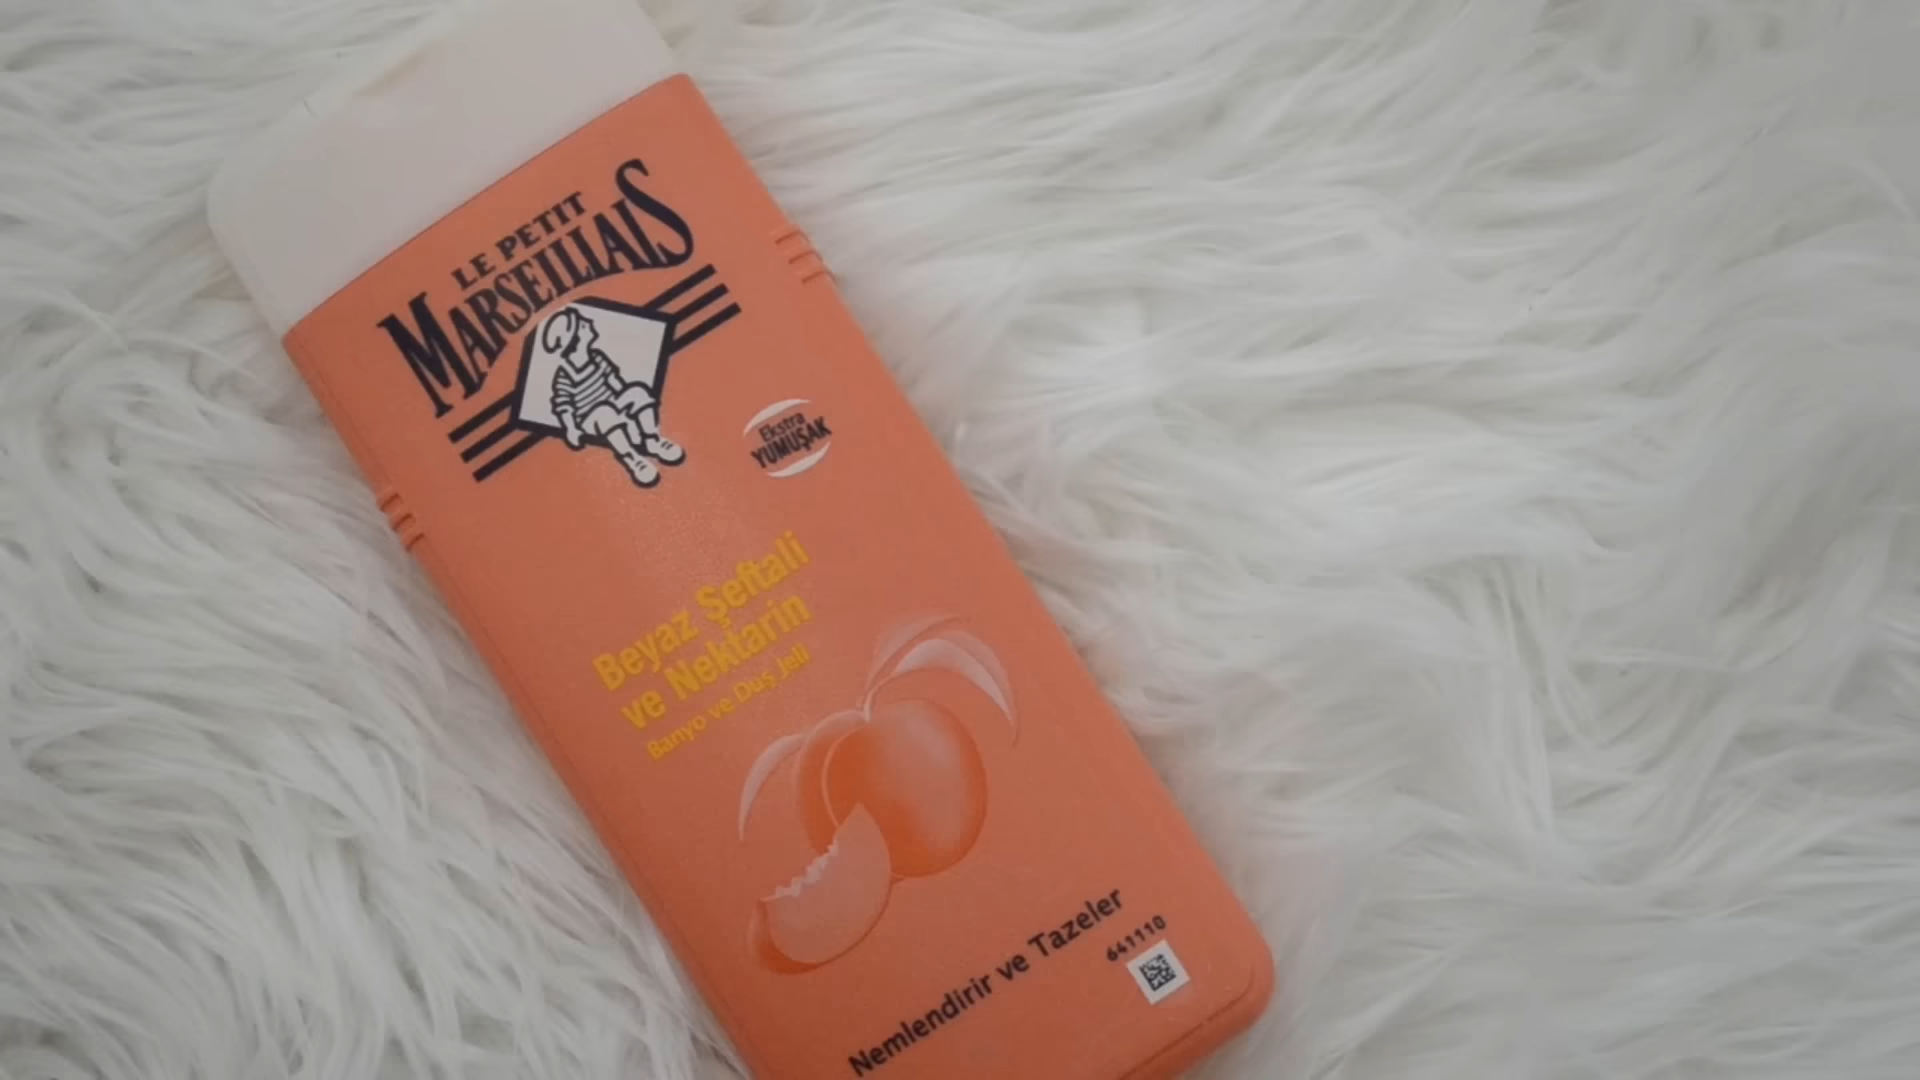 LE PETIT
MARSEILLAIS
Ekstra
YUMUŞAK
Beyaz Şeftali
ve Nektarin
Banyo ve Duş Jeli
Nemlendirir ve Tazeler
641110